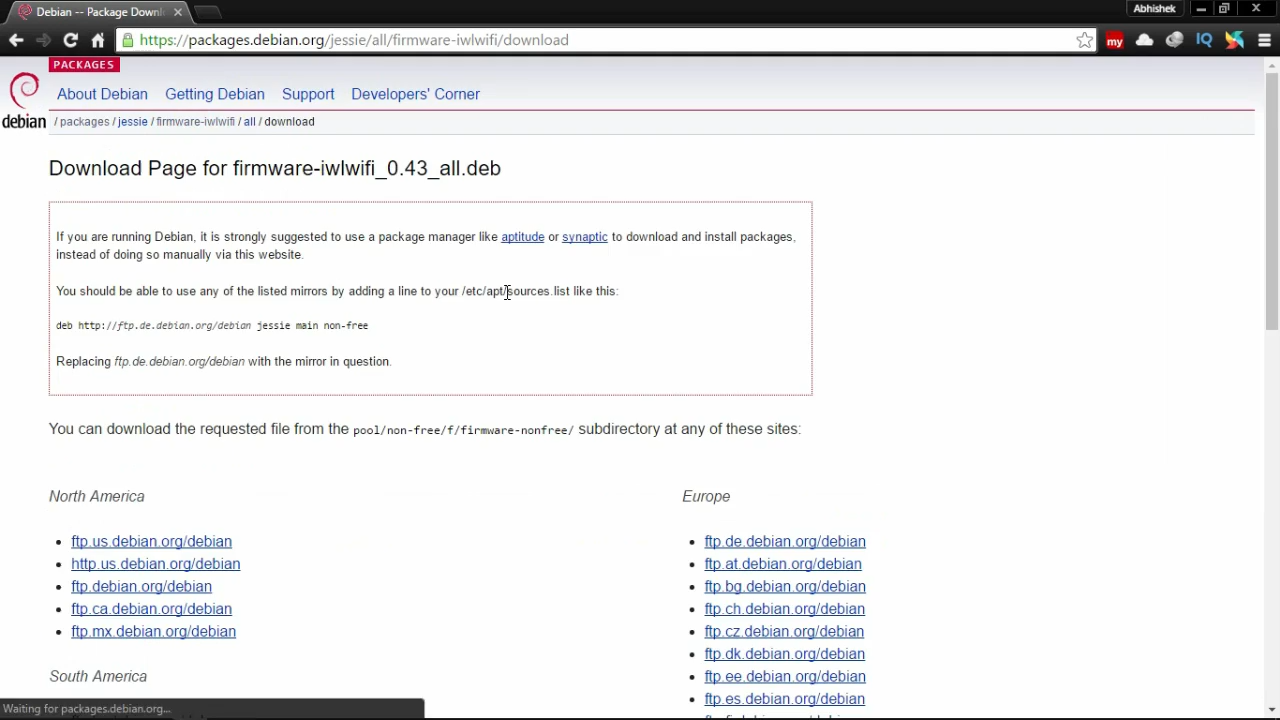 Debian -- Package Downl
Abhishek
https://packages.debian.org/jessie/all/firmware-iwlwifi/download
my
IQ
PACKAGES
About Debian Getting Debian Support Developers' Corner
debian
/ packages / jessie / firmware-iwlwifi / all / download
Download Page for firmware-iwlwifi_0.43_all.deb
If you are running Debian, it is strongly suggested to use a package manager like aptitude or synaptic to download and install packages,
instead of doing so manually via this website.
You should be able to use any of the listed mirrors by adding a line to your /etc/apt/sources.list like this:
deb http://ftp.de.debian.org/debian jessie main non-free
Replacing ftp.de.debian.org/debian with the mirror in question.
You can download the requested file from the pool/non-free/f/firmware-nonfree/ subdirectory at any of these sites:
North America
ftp.us.debian.org/debian
http.us.debian.org/debian
ftp.debian.org/debian
ftp.ca.debian.org/debian
ftp.mx.debian.org/debian
South America
Europe
ftp.de.debian.org/debian
ftp.at.debian.org/debian
ftp.bg.debian.org/debian
ftp.ch.debian.org/debian
ftp.cz.debian.org/debian
ftp.dk.debian.org/debian
ftp.ee.debian.org/debian
ftp.es.debian.org/debian
Waiting for packages.debian.org...